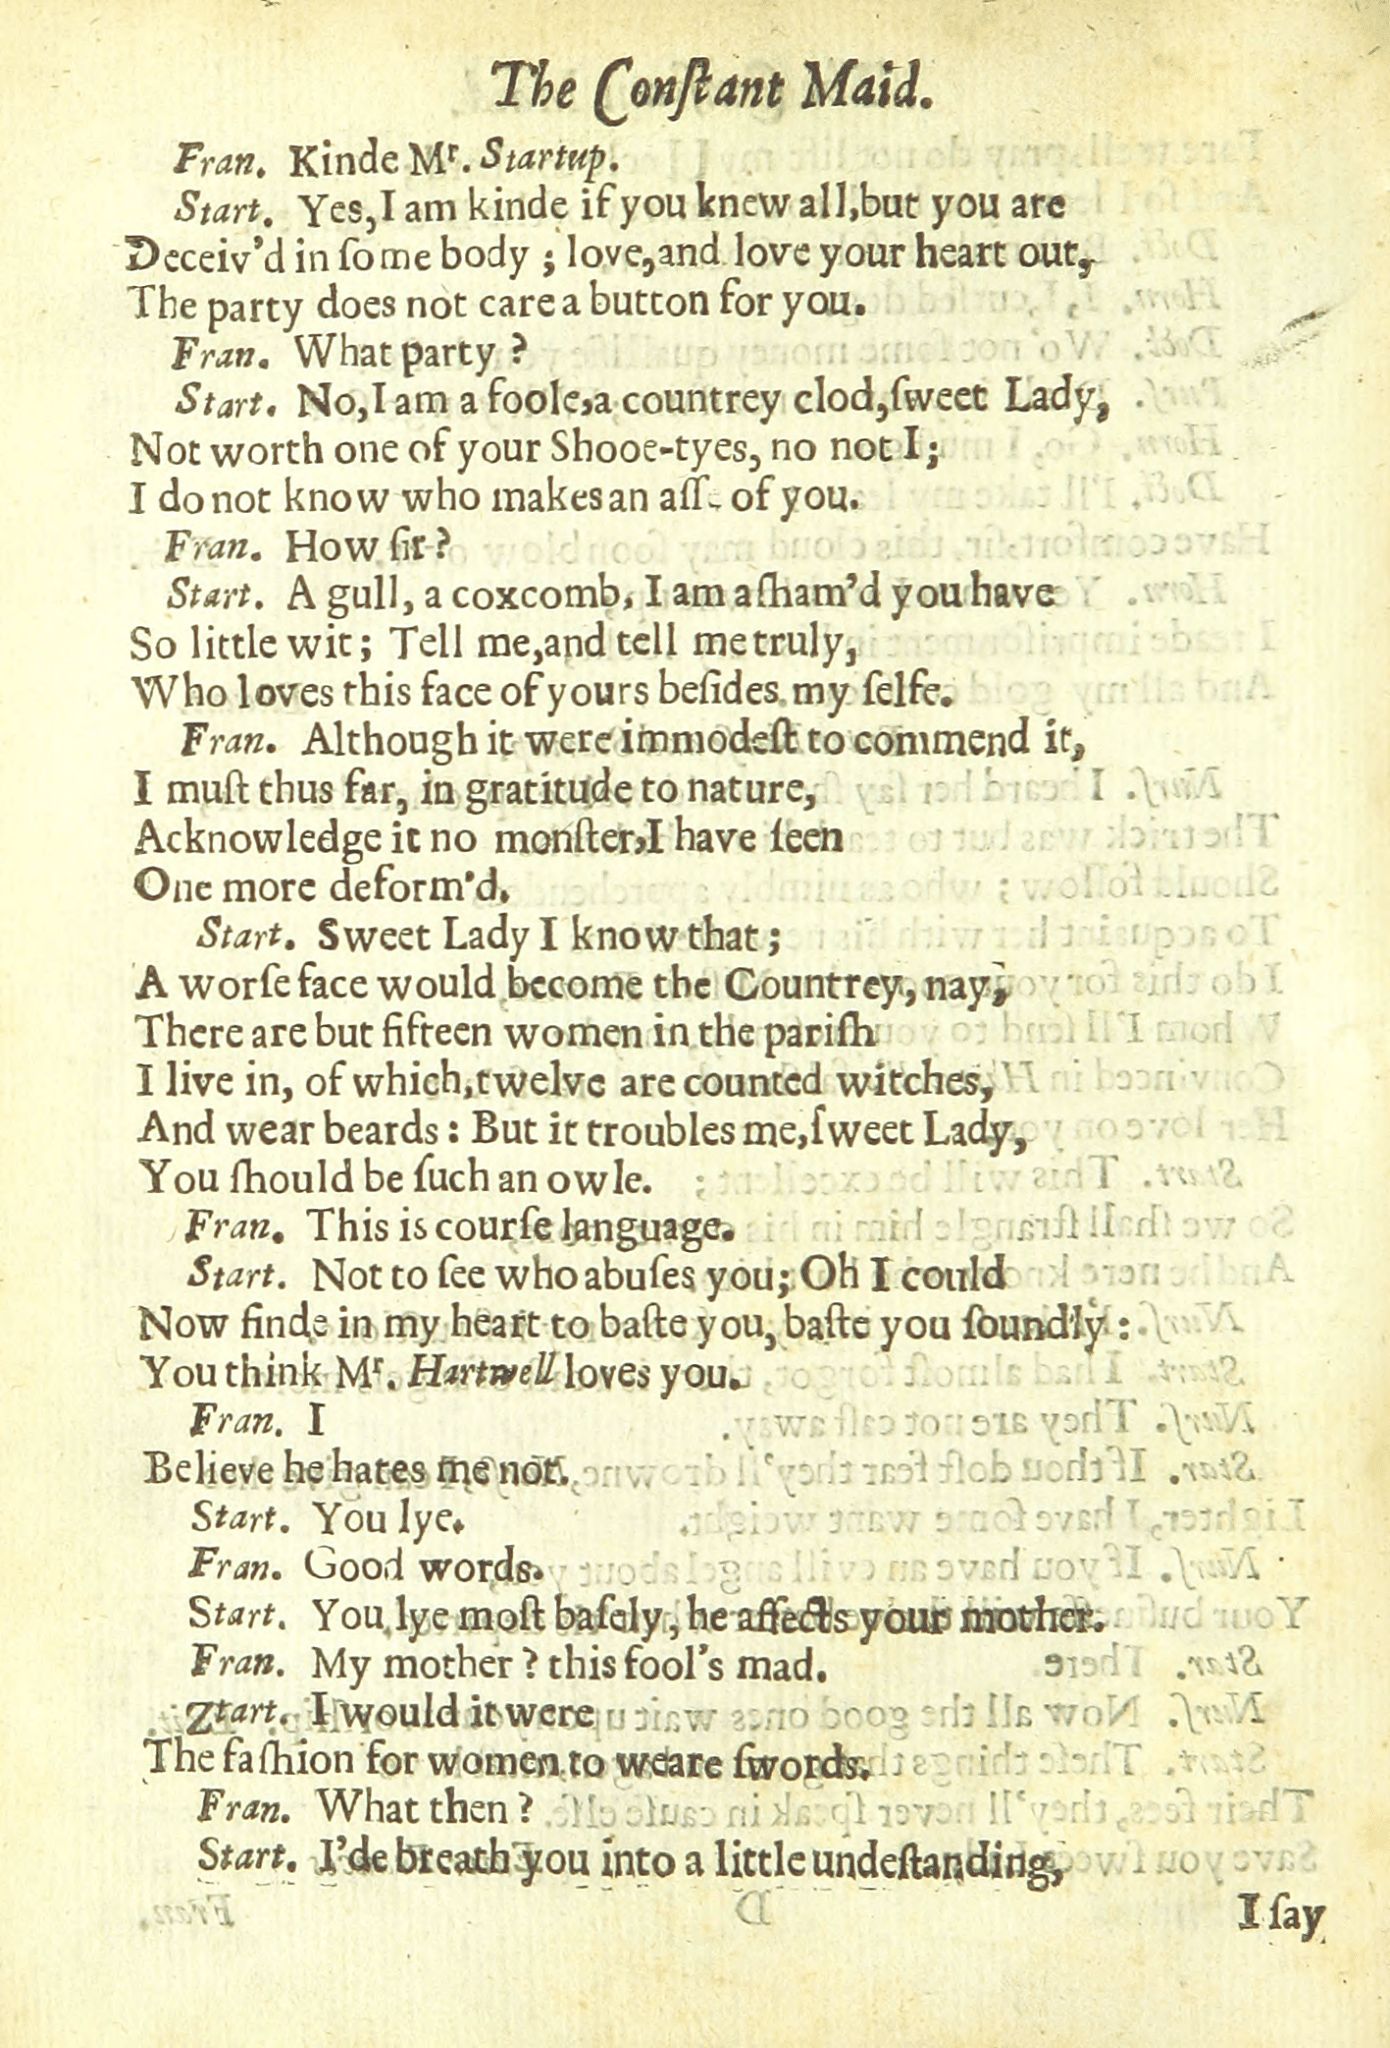 The Conſtant Maid.
Fran. Kinde Mr. Startup.
Start. Yes, I am kinde if you knew all, but you are
Deceiv'd in ſome body ; love, and love your heart out,
The party does not care a button for you.
Fran. What party ?
Start. No, I am a foole, a countrey clod, ſweet Lady,
Not worth one of your Shooe-tyes, no not I;
I do not know who makes an aſſe of you.
Fran. How ſir ?
Start. A gull, a coxcomb, I am aſham'd you have
So little wit; Tell me, and tell me truly,
Who loves this face of yours beſides my ſelfe.
Fran. Although it were immodeſt to commend it,
I muſt thus far, in gratitude to nature,
Acknowledge it no monſter, I have ſeen
One more deform'd.
Start. Sweet Lady I know that ;
A worſe face would become the Countrey, nay,
There are but fifteen women in the pariſh
I live in, of which, twelve are counted witches,
And wear beards : But it troubles me, ſweet Lady,
You ſhould be ſuch an owle.
Fran. This is courſe language.
Start. Not to ſee who abuſes you; Oh I could
Now finde in my heart to baſte you, baſte you ſoundly :
You think Mr. Hartwell loves you.
Fran. I
Believe he hates me not.
Start. You lye.
Fran. Good words.
Start. You lye moſt baſely, he affects your mother.
Fran. My mother ? this fool's mad.
Start. I would it were
The faſhion for women to weare ſwords.
Fran. What then ?
Start. I'de breath you into a little undeſtanding,
I ſay